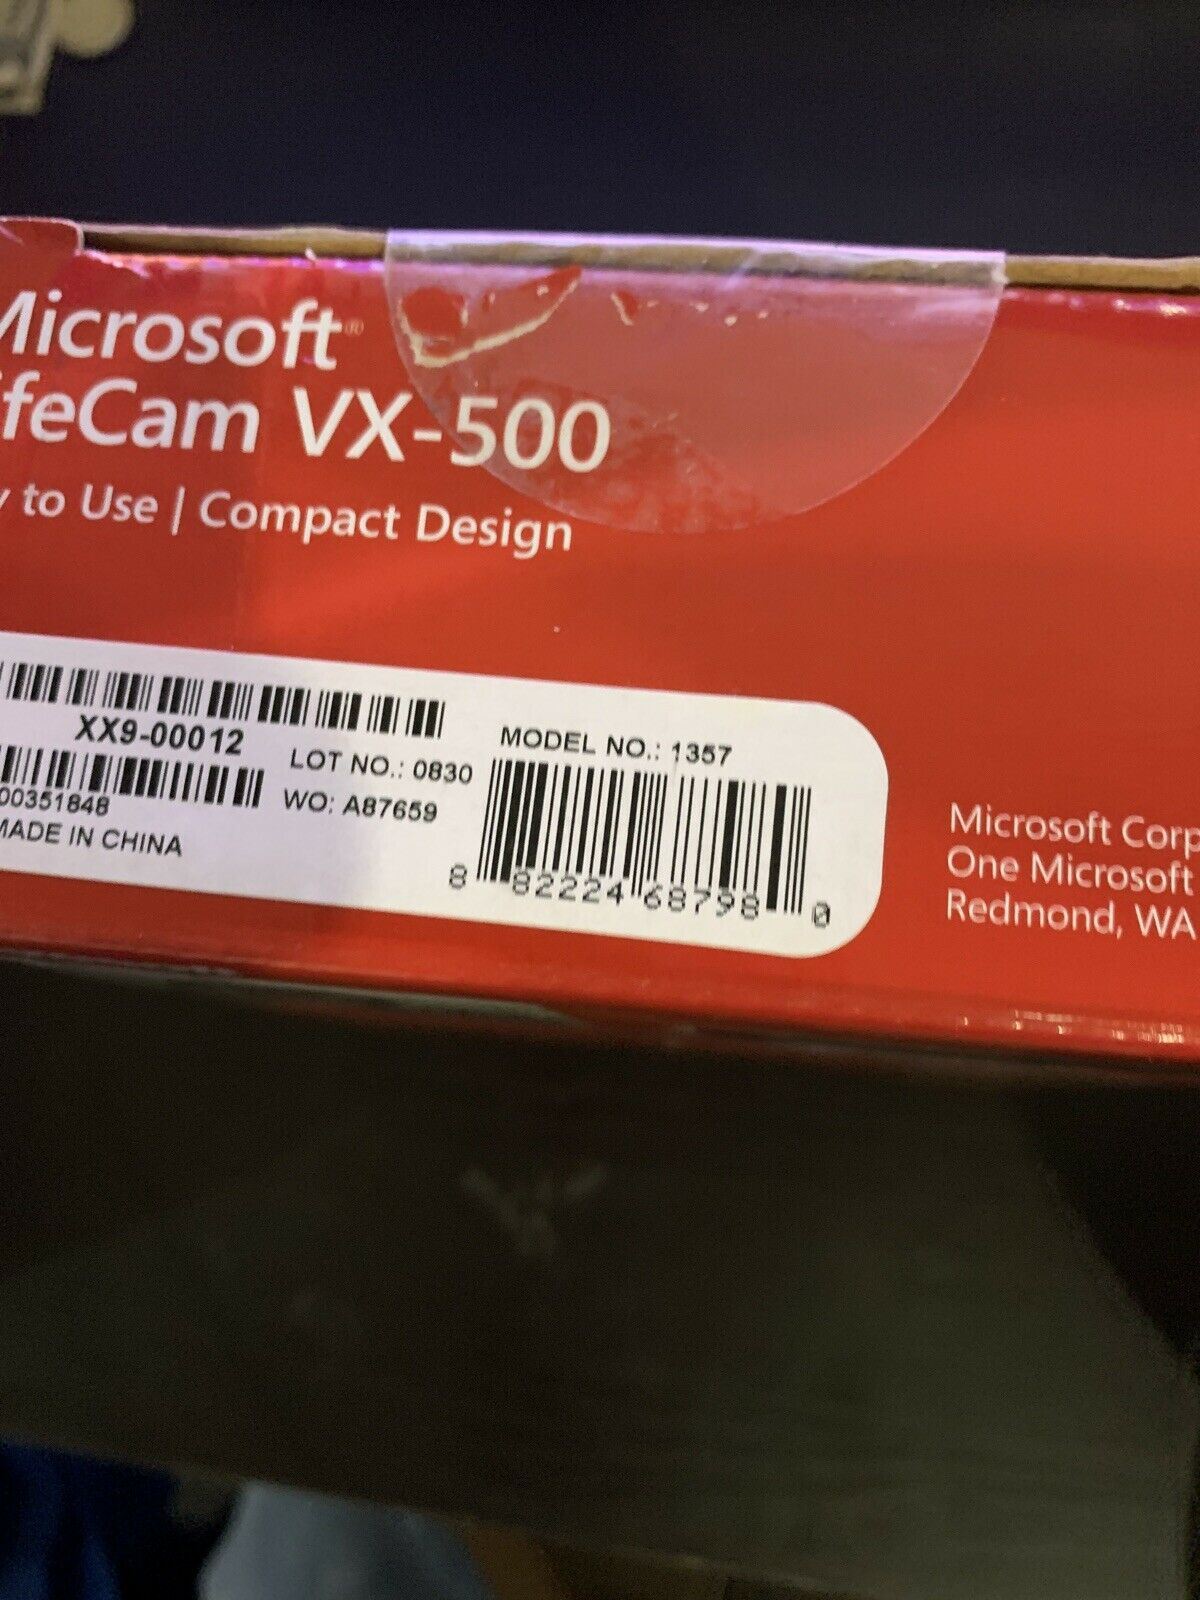 Microsoft®
ifeCam VX-500
y to Use | Compact Design
XX9-00012
MODEL NO.: 1357
LOT NO.: 0830
00351848
WO: A87659
MADE IN CHINA
8 82224 68798 0
Microsoft Corp
One Microsoft
Redmond, WA